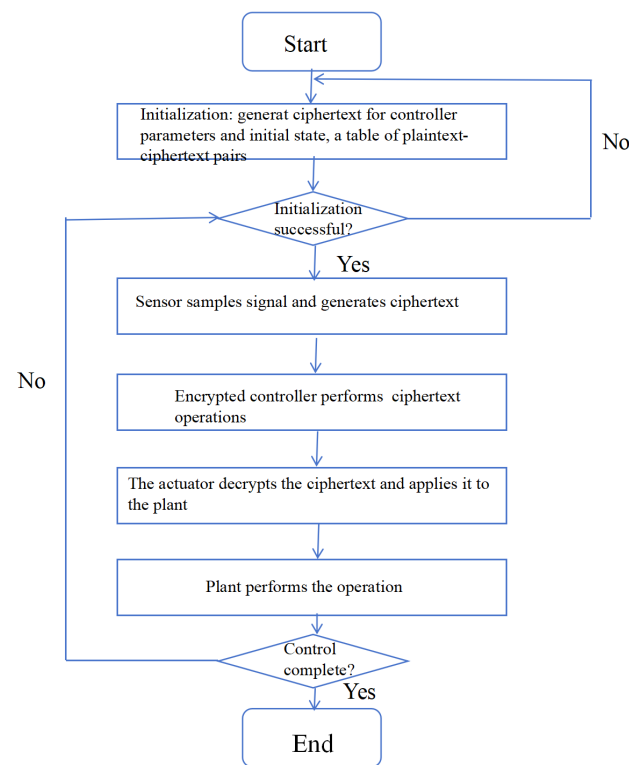 Start
Initialization: generat ciphertext for controller
parameters and initial state, a table of plaintext-
ciphertext pairs
No
Initialization
successful?
Yes
Sensor samples signal and generates ciphertext
No
Encrypted controller performs ciphertext
operations
The actuator decrypts the ciphertext and applies it to
the plant
Plant performs the operation
Control
complete?
Yes
End